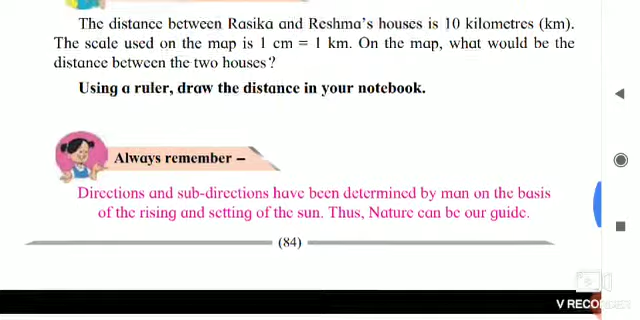 The distance between Rasika and Reshma's houses is 10 kilometres (km).
The scale used on the map is 1 cm = 1 km. On the map, what would be the
distance between the two houses?
Using a ruler, draw the distance in your notebook.
Always remember –
Directions and sub-directions have been determined by man on the basis
of the rising and setting of the sun. Thus, Nature can be our guide.
(84)
V RECORDER